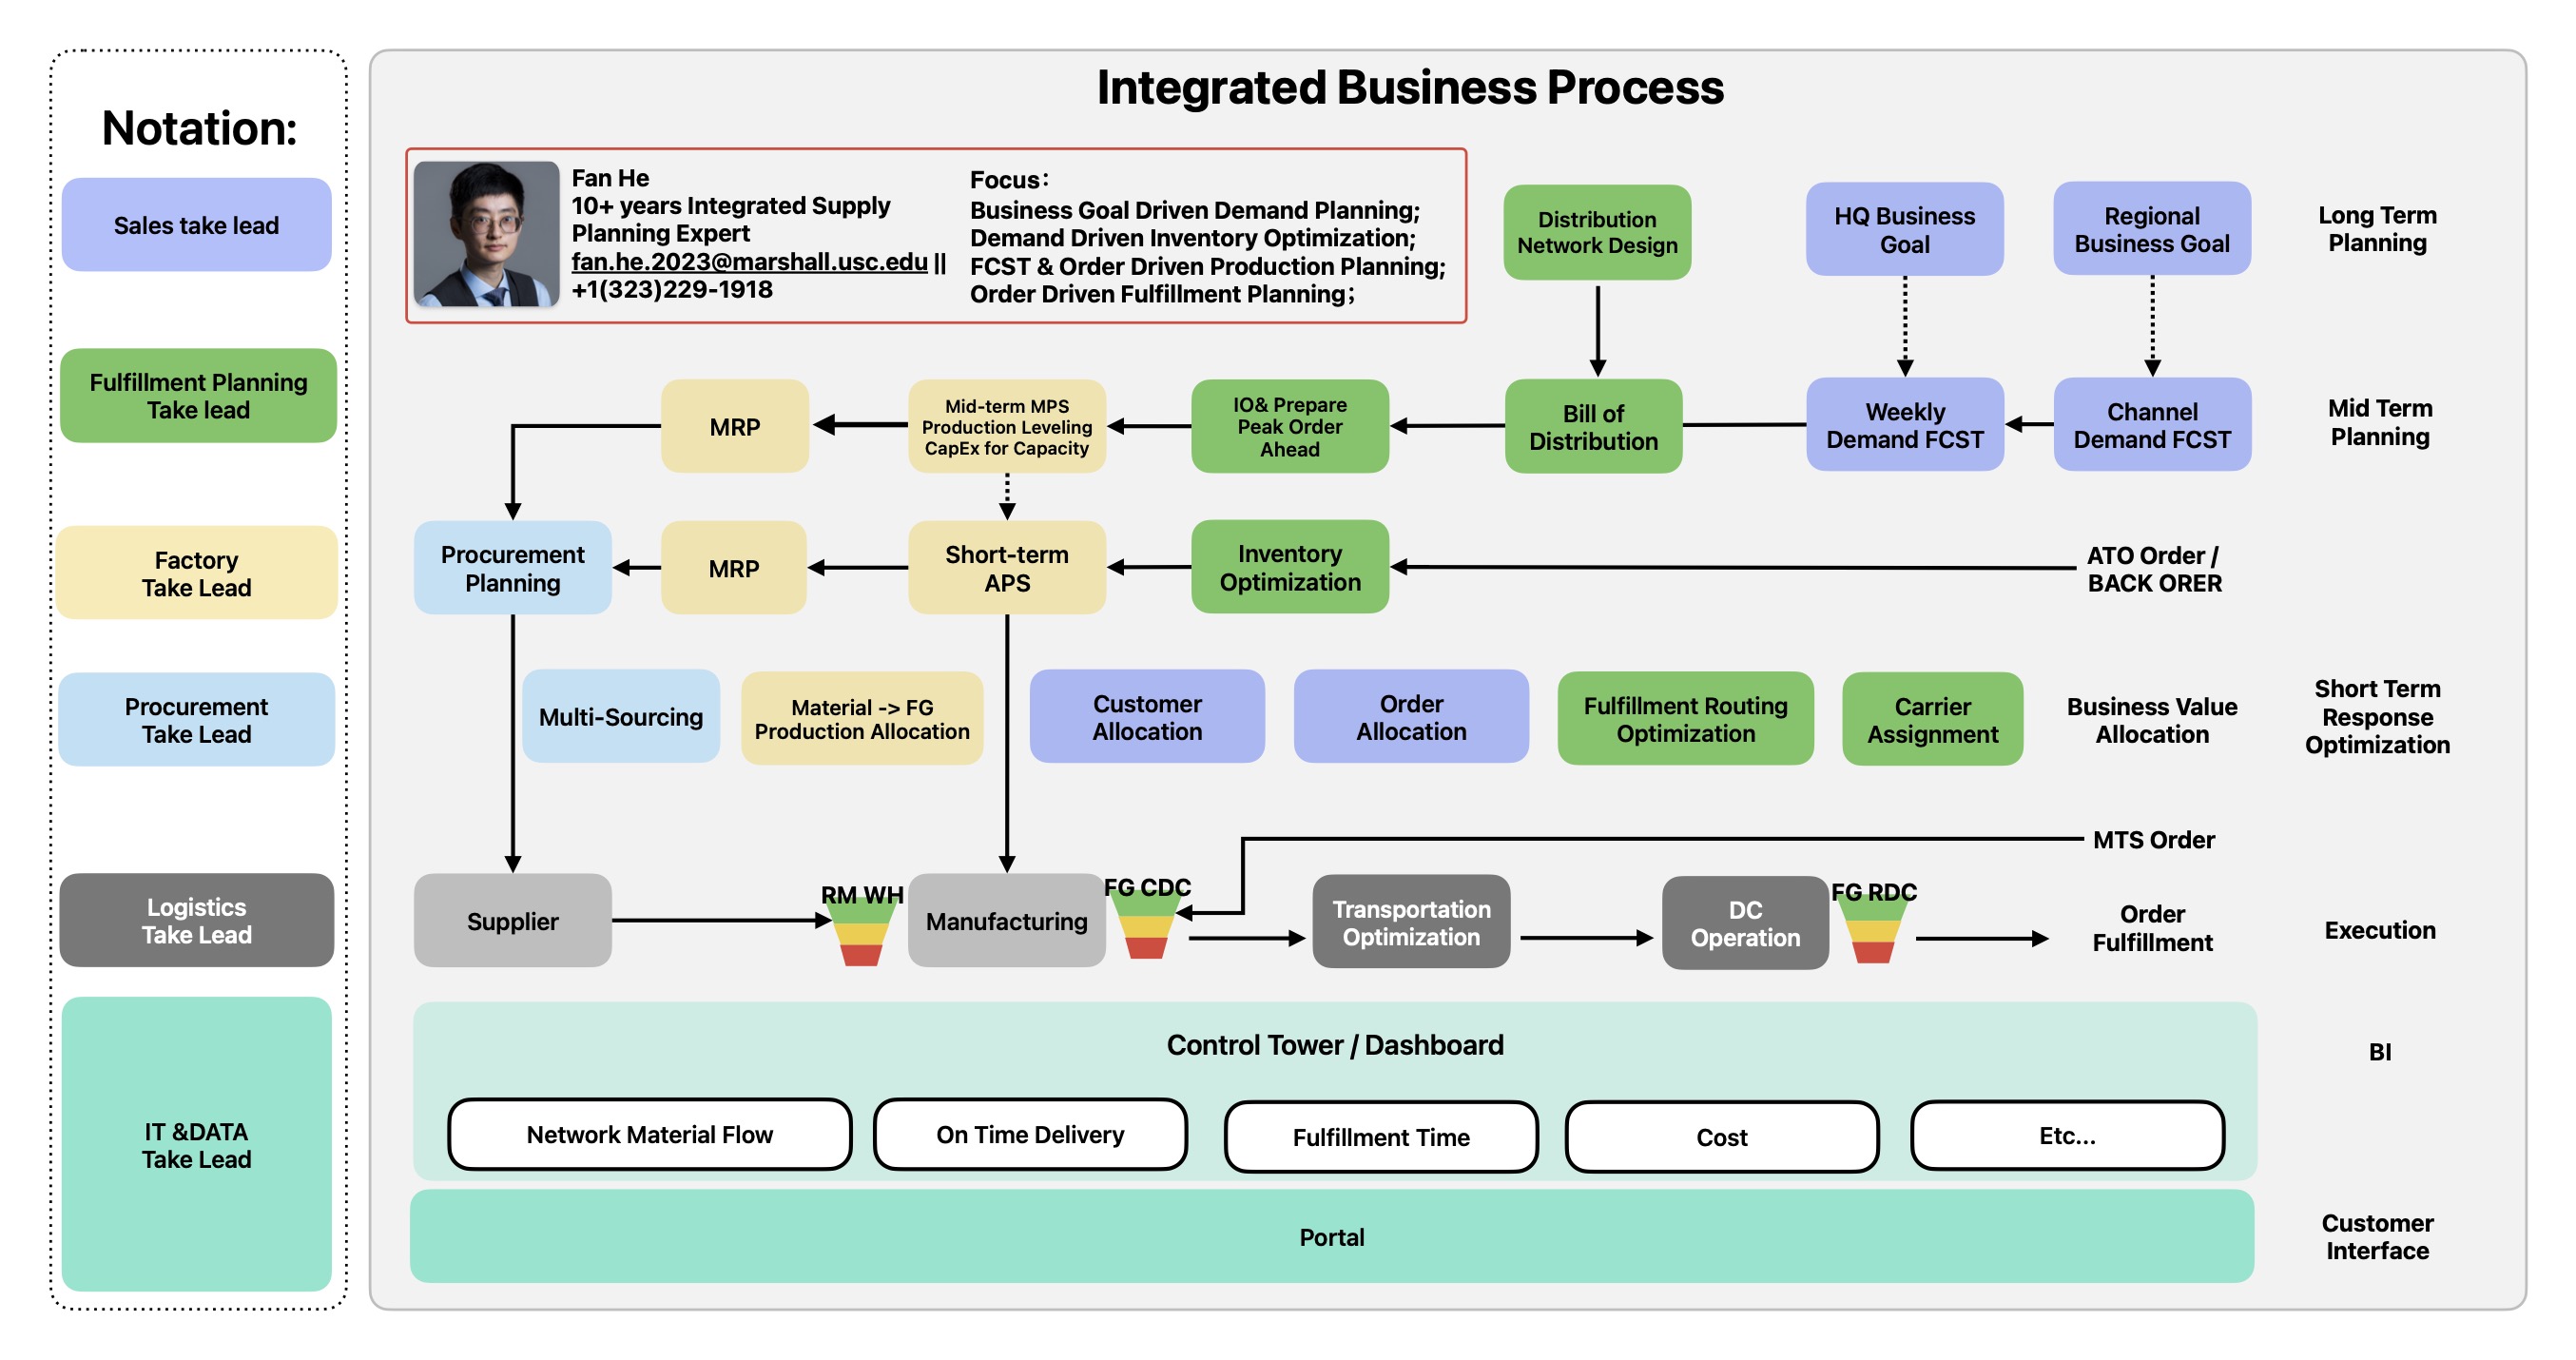 Integrated Business Process
Notation:
Sales take lead
Fulfillment Planning
Take lead
Factory
Take Lead
Procurement
Take Lead
Logistics
Take Lead
IT &DATA
Take Lead
Fan He
10+ years Integrated Supply
Planning Expert
fan.he.2023@marshall.usc.edu ||
+1(323)229-1918
Focus：
Business Goal Driven Demand Planning;
Demand Driven Inventory Optimization;
FCST & Order Driven Production Planning;
Order Driven Fulfillment Planning；
Distribution
Network Design
HQ Business
Goal
Regional
Business Goal
Long Term
Planning
MRP
Mid-term MPS
Production Leveling
CapEx for Capacity
IO& Prepare
Peak Order
Ahead
Bill of
Distribution
Weekly
Demand FCST
Channel
Demand FCST
Mid Term
Planning
Procurement
Planning
MRP
Short-term
APS
Inventory
Optimization
ATO Order /
BACK ORER
Multi-Sourcing
Material -> FG
Production Allocation
Customer
Allocation
Order
Allocation
Fulfillment Routing
Optimization
Carrier
Assignment
Business Value
Allocation
Short Term
Response
Optimization
MTS Order
Supplier
RM WH
Manufacturing
FG CDC
Transportation
Optimization
DC
Operation
FG RDC
Order
Fulfillment
Execution
Control Tower / Dashboard
BI
Network Material Flow
On Time Delivery
Fulfillment Time
Cost
Etc...
Portal
Customer
Interface